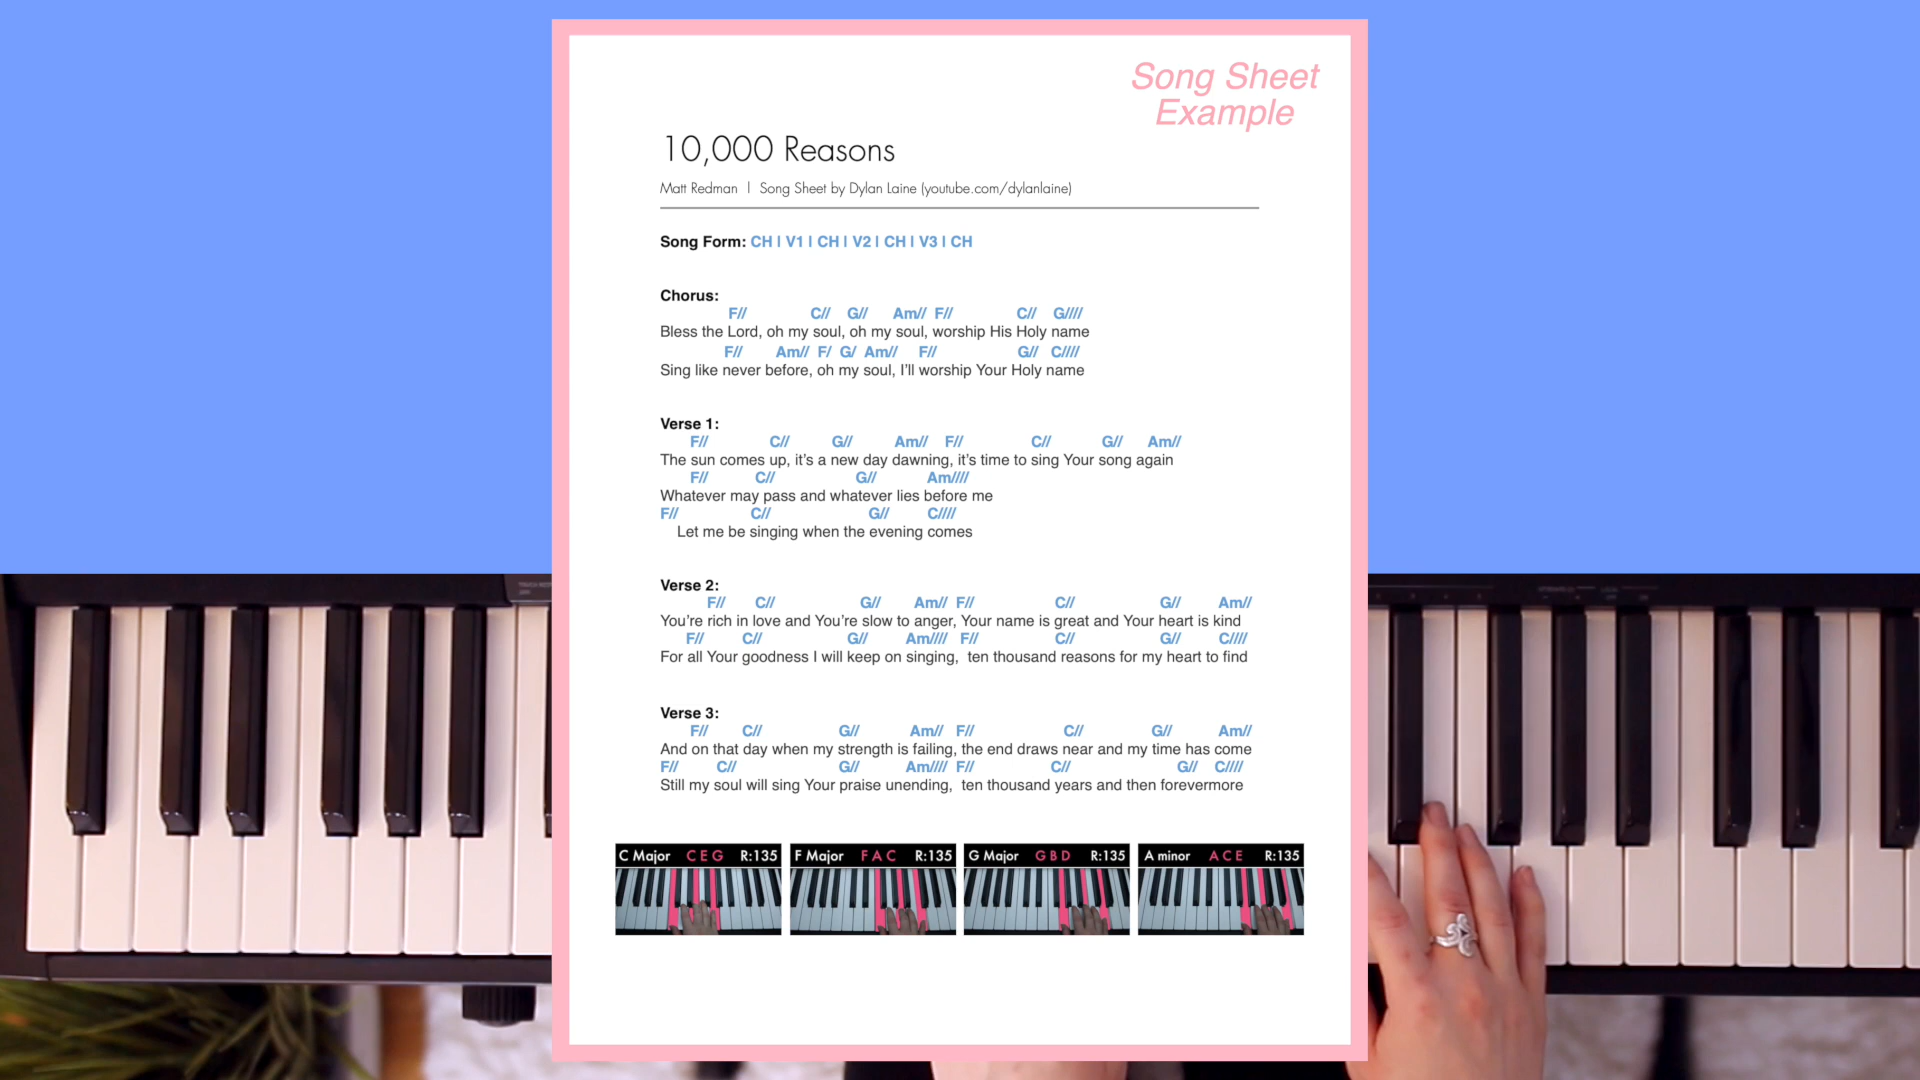 Song Sheet
Example
10,000 Reasons
Matt Redman | Song Sheet by Dylan Laine (youtube.com/dylanlaine)
Song Form: CH | V1 | CH | V2 | CH | V3 | CH
Chorus:
F// C// G// Am// F// C// G////
Bless the Lord, oh my soul, oh my soul, worship His Holy name
F// Am// F/ G/ Am// F// G// C////
Sing like never before, oh my soul, I’ll worship Your Holy name
Verse 1:
F// C// G// Am// F// C// G// Am//
The sun comes up, it’s a new day dawning, it’s time to sing Your song again
F// C// G// Am////
Whatever may pass and whatever lies before me
F// C// G// C////
Let me be singing when the evening comes
Verse 2:
F// C// G// Am// F// C// G// Am//
You’re rich in love and You’re slow to anger, Your name is great and Your heart is kind
F// C// G// Am//// F// C// G// C////
For all Your goodness I will keep on singing, ten thousand reasons for my heart to find
Verse 3:
F// C// G// Am// F// C// G// Am//
And on that day when my strength is failing, the end draws near and my time has come
F// C// G// Am//// F// C// G// C////
Still my soul will sing Your praise unending, ten thousand years and then forevermore
C Major C E G R:135
F Major F A C R:135
G Major G B D R:135
A minor A C E R:135